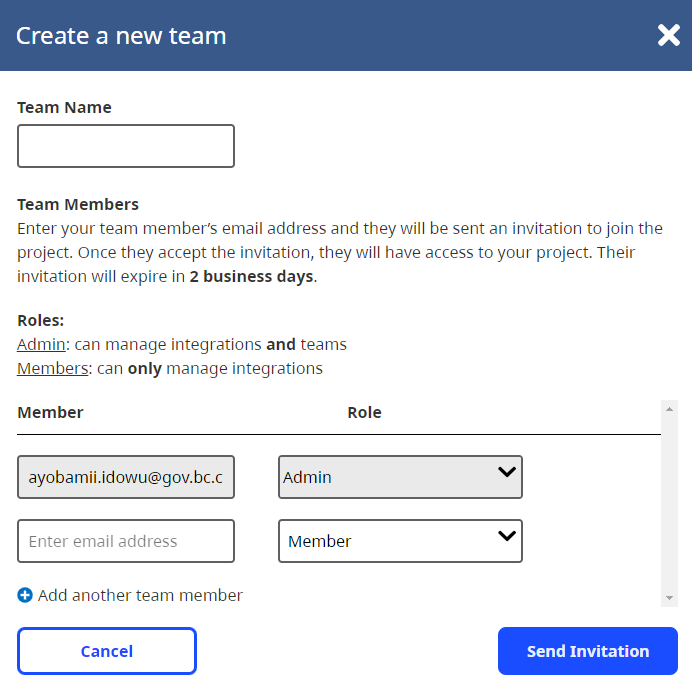 Create a new team
Team Name
Team Members
Enter your team member’s email address and they will be sent an invitation to join the
project. Once they accept the invitation, they will have access to your project. Their
invitation will expire in 2 business days.
Roles:
Admin: can manage integrations and teams
Members: can only manage integrations
Member Role
ayobamii.idowu@gov.bc.c Admin
Enter email address Member
Add another team member
Cancel Send Invitation